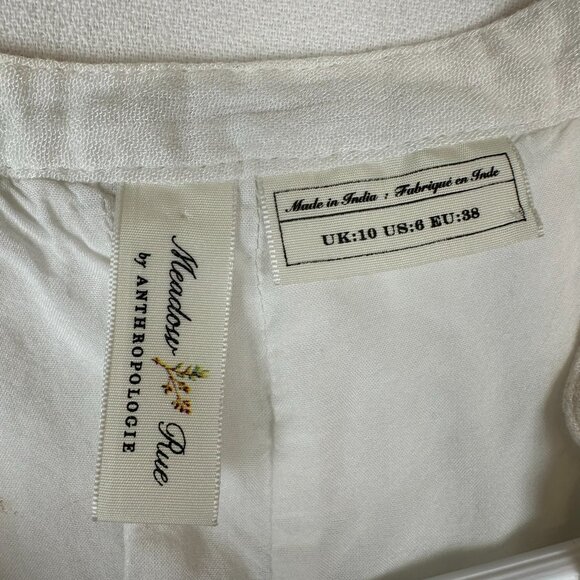 Meadow Rue
by ANTHROPOLOGIE
Made in India : Fabriqué en Inde
UK:10 US:6 EU:38